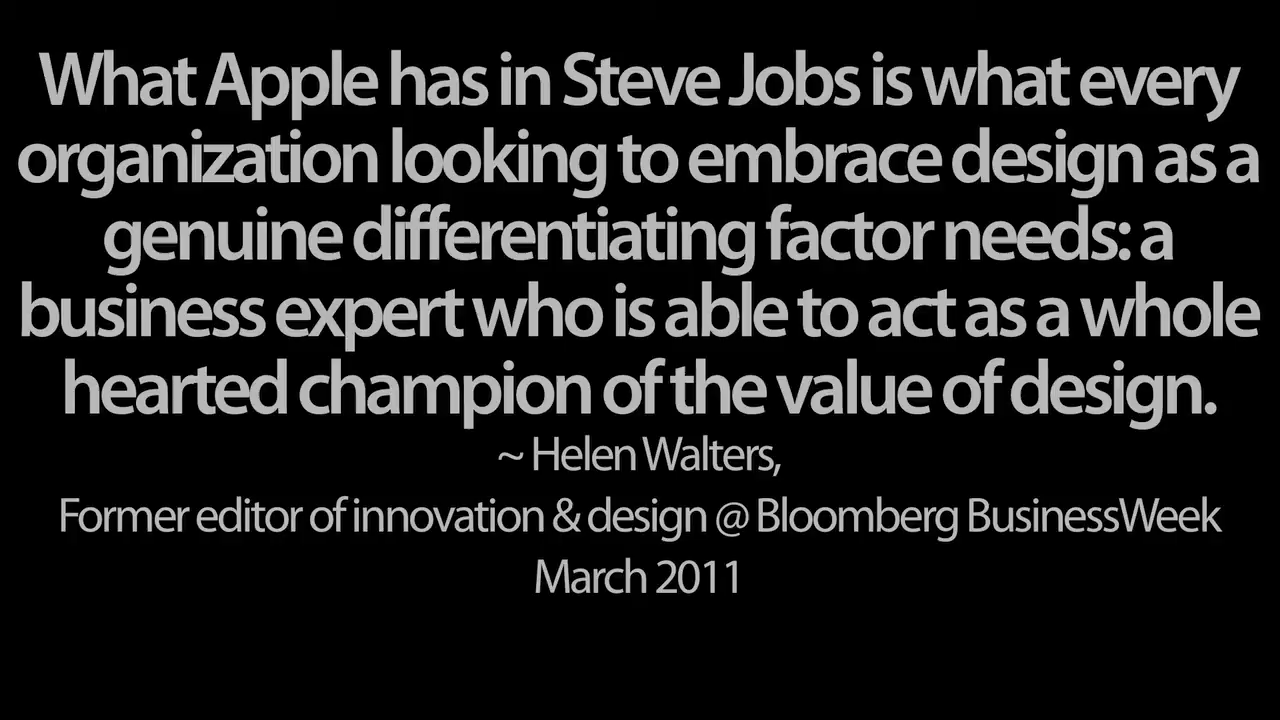 What Apple has in Steve Jobs is what every
organization looking to embrace design as a
genuine differentiating factor needs: a
business expert who is able to act as a whole
hearted champion of the value of design.
~ Helen Walters,
Former editor of innovation & design @ Bloomberg BusinessWeek
March 2011